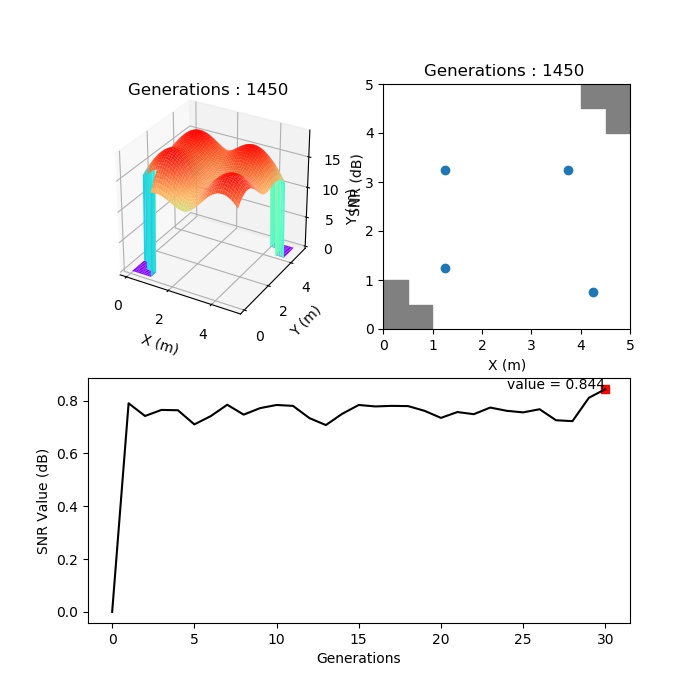 Generations : 1450
15
10
5
0
SNR (dB)
0
2
4
X (m)
0
2
4
Y (m)
Generations : 1450
5
4
3
2
1
0
Y (m)
0 1 2 3 4 5
X (m)
value = 0.844
0.8
0.6
0.4
0.2
0.0
SNR Value (dB)
0 5 10 15 20 25 30
Generations